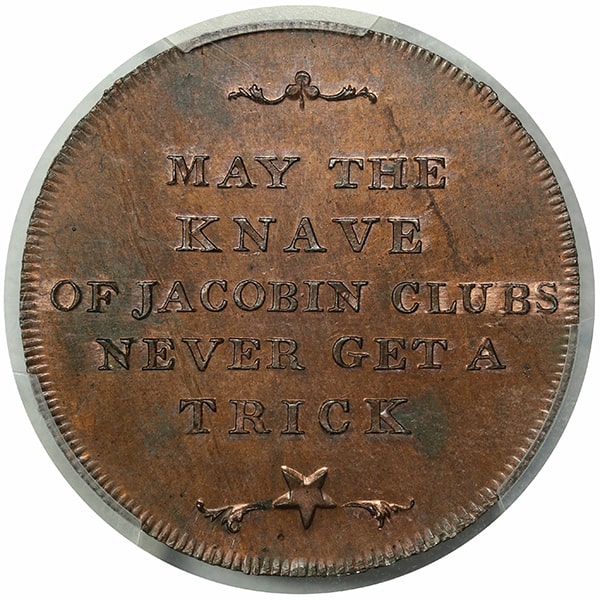 MAY THE
KNAVE
OF JACOBIN CLUBS
NEVER GET A
TRICK